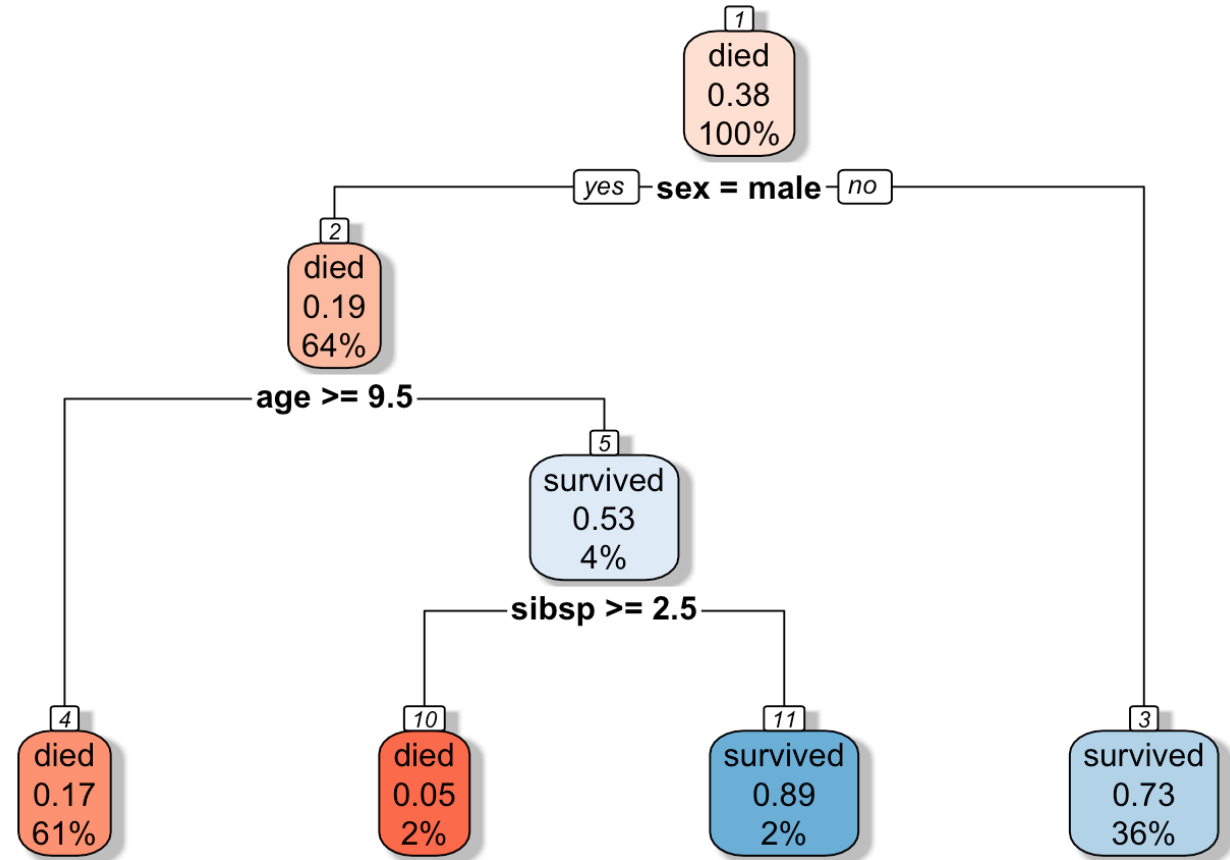 1
died
0.38
100%
yes sex = male no
2
died
0.19
64%
age >= 9.5
5
survived
0.53
4%
sibsp >= 2.5
4
died
0.17
61%
10
died
0.05
2%
11
survived
0.89
2%
3
survived
0.73
36%